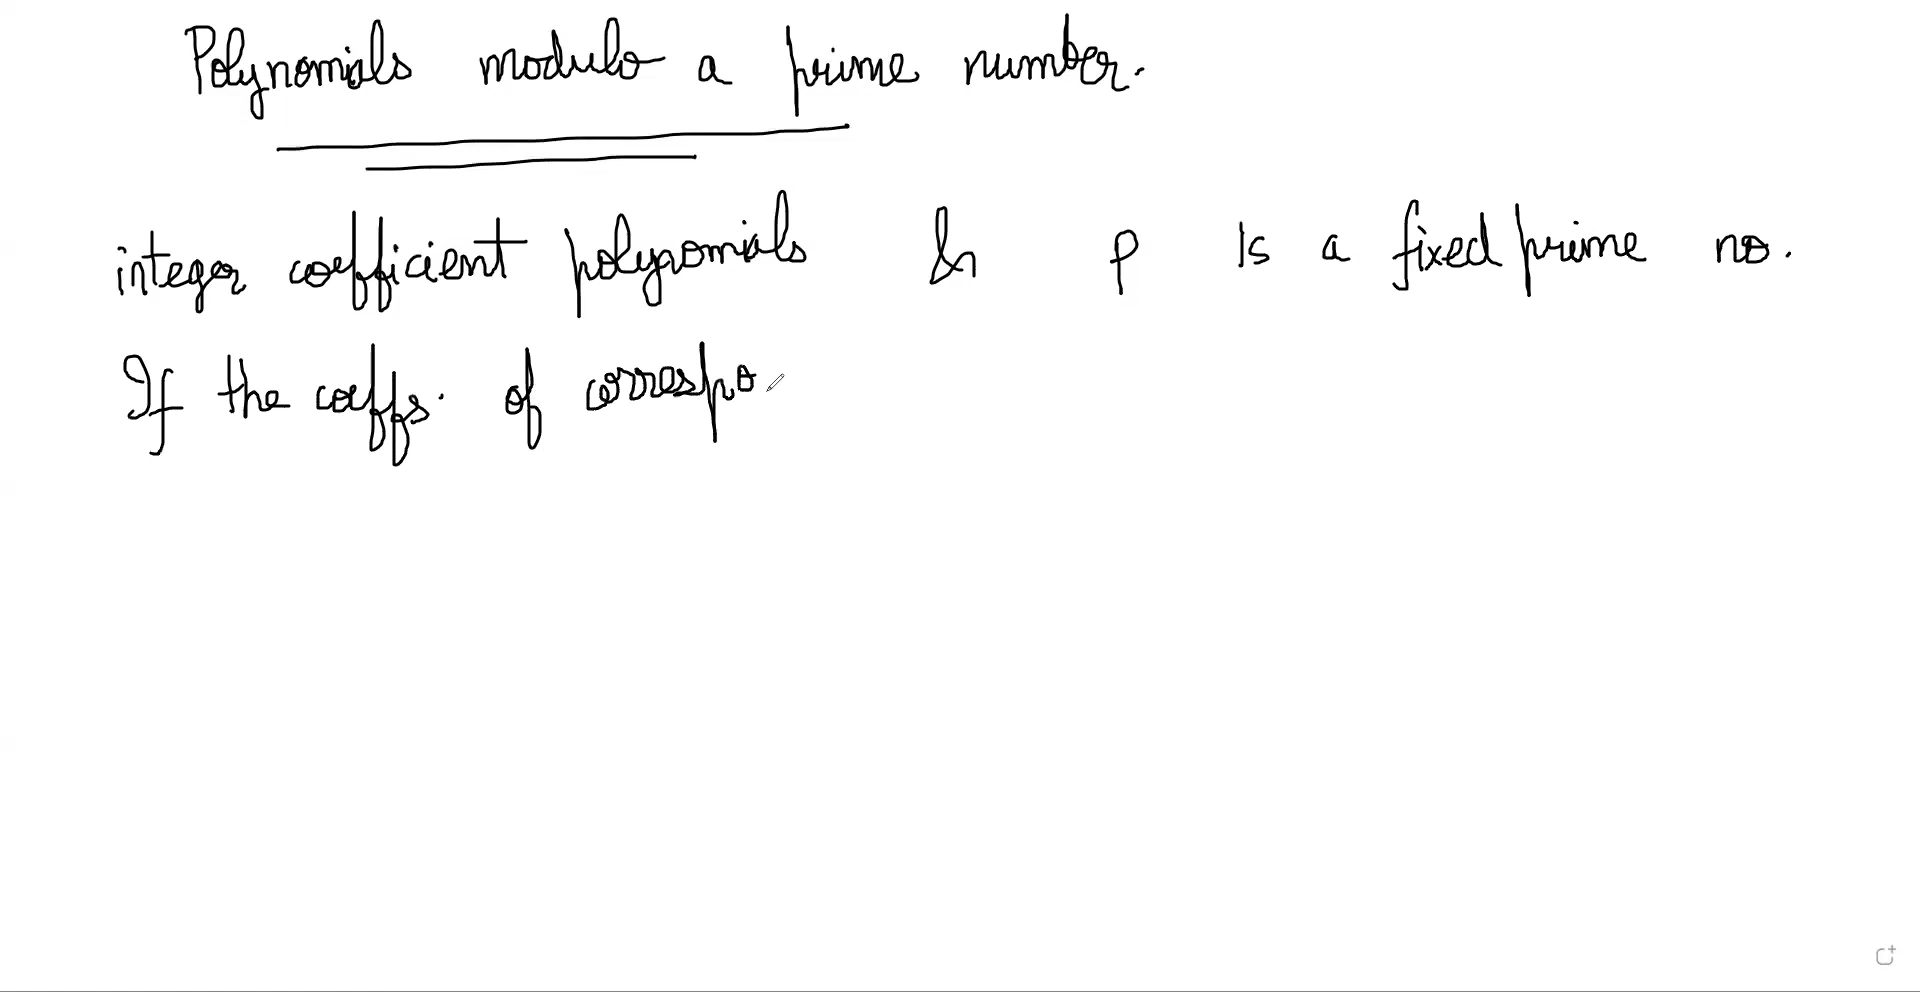 Polynomials modulo a prime number.
integer coefficient polynomials & p is a fixed prime no.
If the coeffs. of correspo